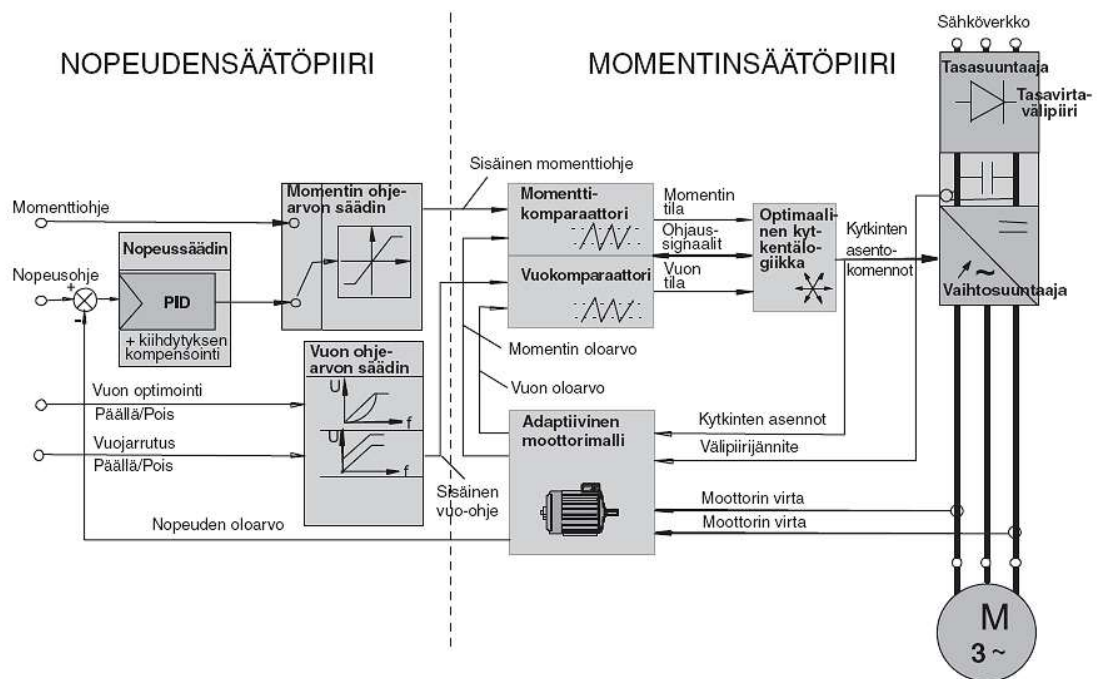 Sähköverkko
NOPEUDENSÄÄTÖPIIRI
MOMENTINSÄÄTÖPIIRI
Tasasuuntaaja
Tasavirta-
välipiiri
Sisäinen momenttiohje
Momenttiohje
Momentin ohje-
arvon säädin
Momentti-
komparaattori
Momentin
tila
Ohjaus-
signaalit
Vuon
tila
Optimaali-
nen kyt-
kentälo-
giikka
Kytkinten
asento-
komennot
Nopeussäädin
Nopeusohje
+
-
PID
+ kiihdytyksen
kompensointi
Vuokomparaattori
~
Vaihtosuuntaaja
Momentin oloarvo
Vuon oloarvo
Vuon ohje-
arvon säädin
U
f
U
f
Vuon optimointi
Päällä/Pois
Vuojarrutus
Päällä/Pois
Sisäinen
vuo-ohje
Adaptiivinen
moottorimalli
Kytkinten asennot
Välipiirijännite
Moottorin virta
Moottorin virta
Nopeuden oloarvo
M
3 ~